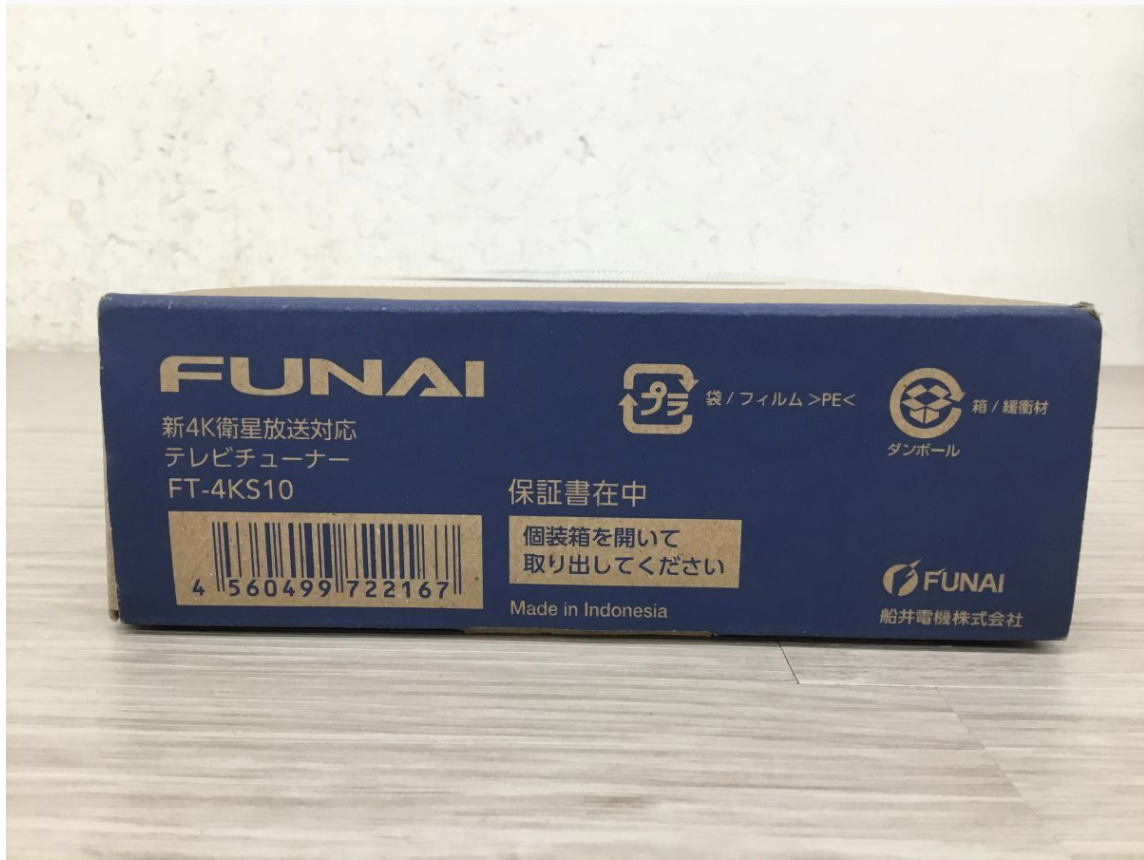 FUNAI
新4K衛星放送対応
テレビチューナー
FT-4KS10
4 560499 722167
プラ
袋 / フィルム >PE<
箱 / 緩衝材
ダンボール
保証書在中
個装箱を開いて
取り出してください
Made in Indonesia
FUNAI
船井電機株式会社